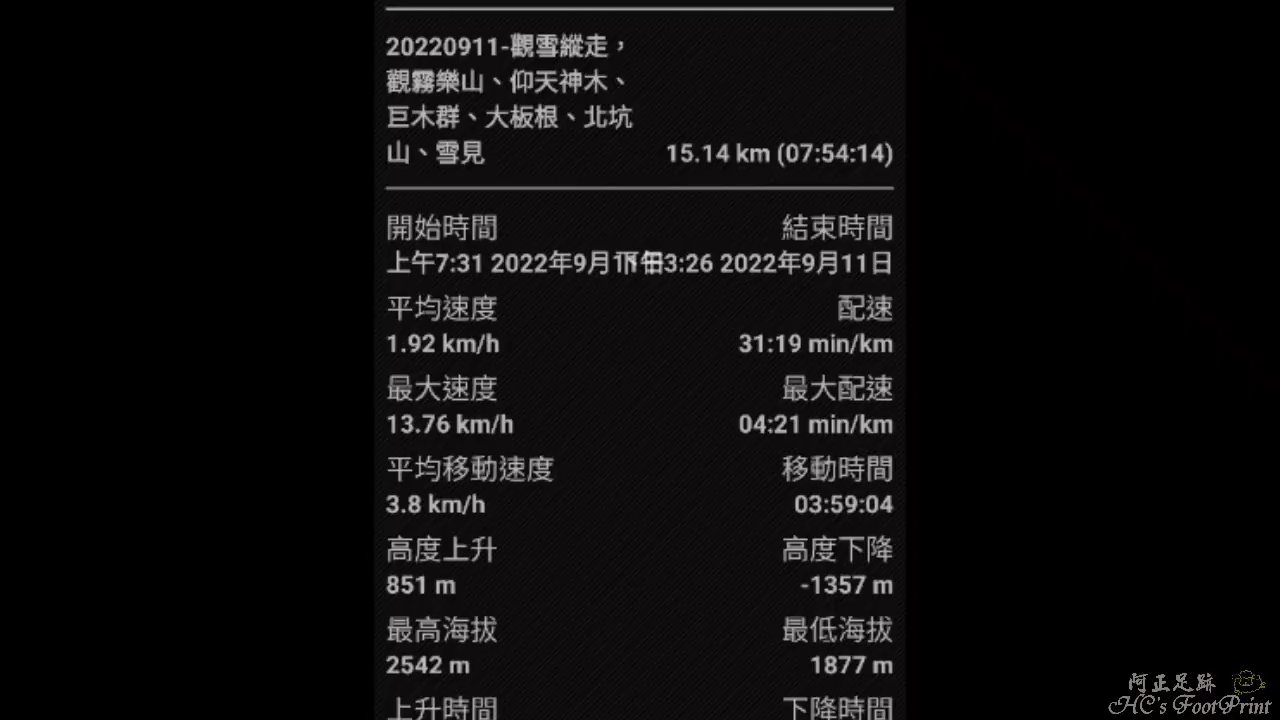 20220911-觀雪縱走，
觀霧樂山、仰天神木、
巨木群、大板根、北坑
山、雪見 15.14 km (07:54:14)
開始時間 結束時間
上午7:31 2022年9月 3:26 2022年9月11日
平均速度 配速
1.92 km/h 31:19 min/km
最大速度 最大配速
13.76 km/h 04:21 min/km
平均移動速度 移動時間
3.8 km/h 03:59:04
高度上升 高度下降
851 m -1357 m
最高海拔 最低海拔
2542 m 1877 m
上升時間 下降時間
阿正足跡
HC's FootPrint